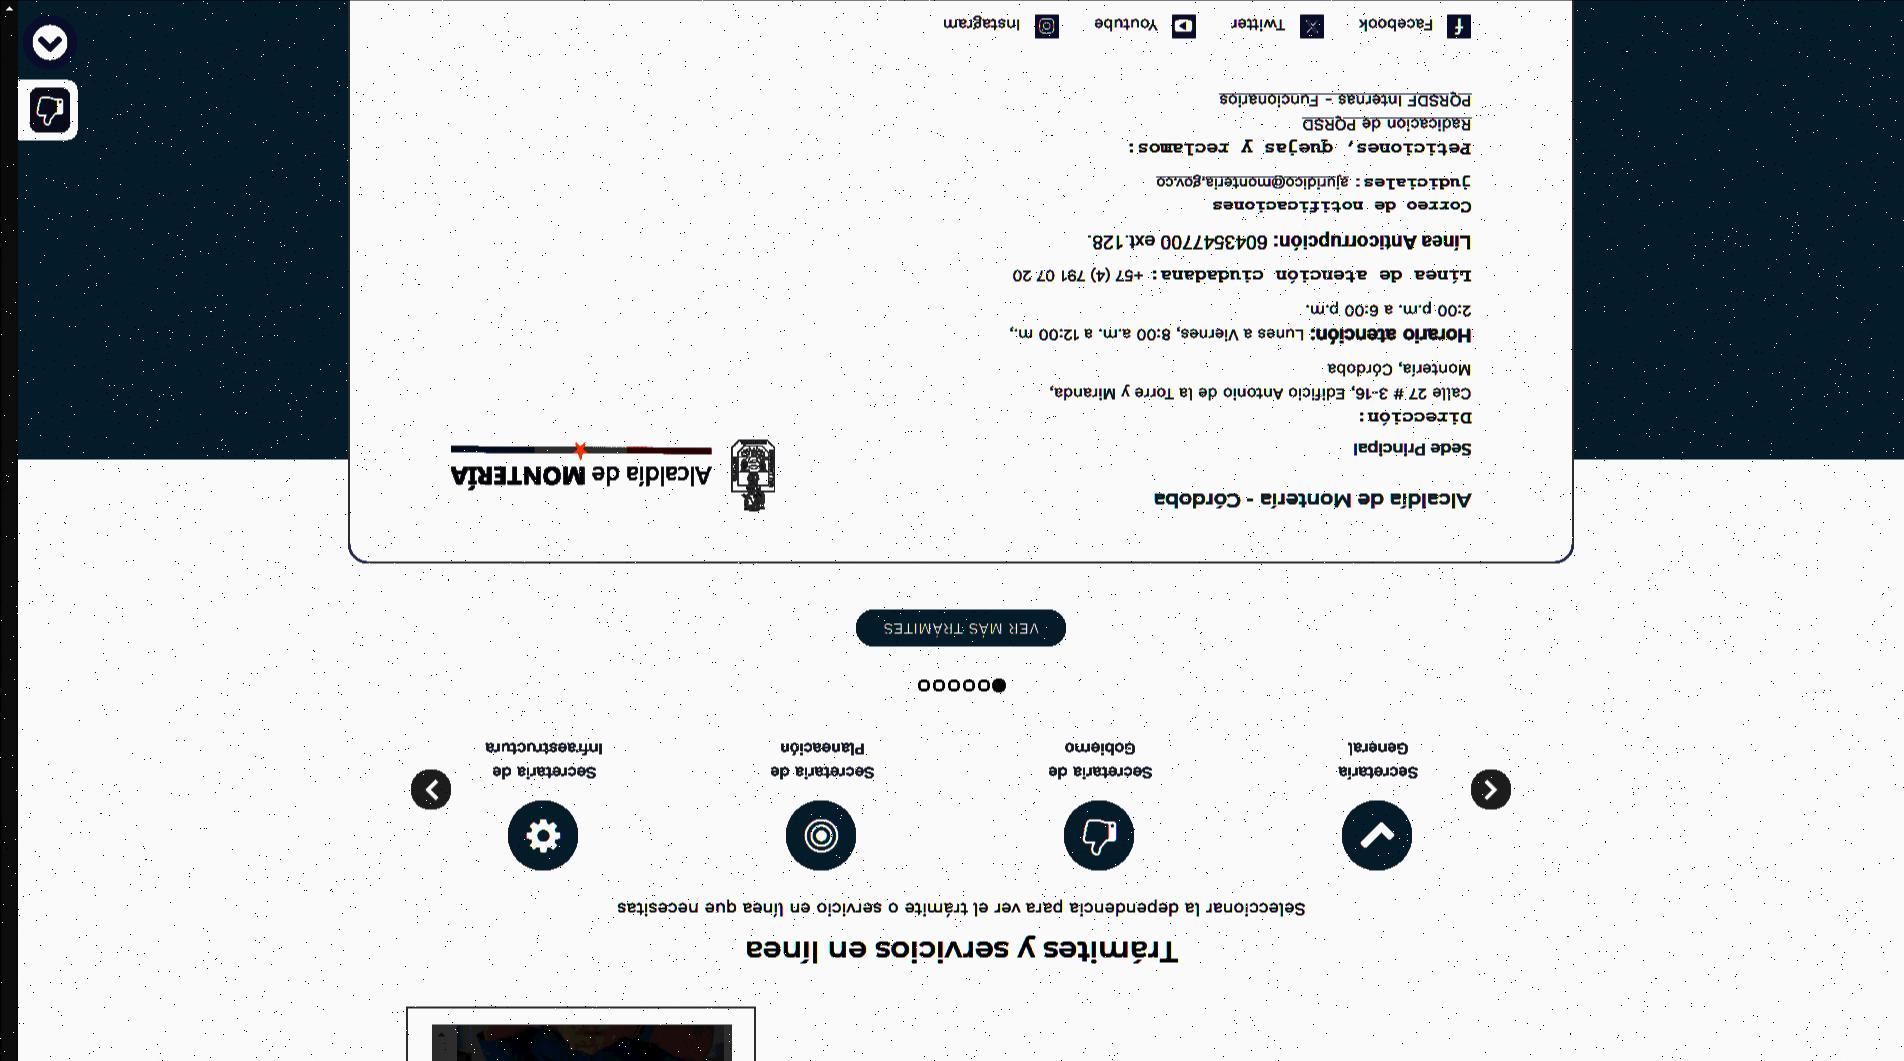 Trámites y servicios en línea
Seleccionar la dependencia para ver el trámite o servicio en línea que necesitas
Secretaría
General
Secretaria de
Gobierno
Secretaria de
Planeación
Secretaria de
Infraestructura
VER MÁS TRÁMITES
Alcaldía de Montería - Córdoba
Sede Principal
Dirección:
Calle 27 # 3-16, Edificio Antonio de la Torre y Miranda,
Montería, Córdoba
Horario atención: Lunes a Viernes, 8:00 a.m. a 12:00 m.,
2:00 p.m. a 6:00 p.m.
Línea de atención ciudadana: +57 (4) 791 07 20
Línea Anticorrupción: 6043547700 ext.128.
Correo de notificaciones
judiciales: ajuridico@monteria.gov.co
Peticiones, quejas y reclamos:
Radicacion de PQRSD
PQRSDF Internas - Funcionarios
Alcaldía de MONTERÍA
Facebook
Twitter
Youtube
Instagram